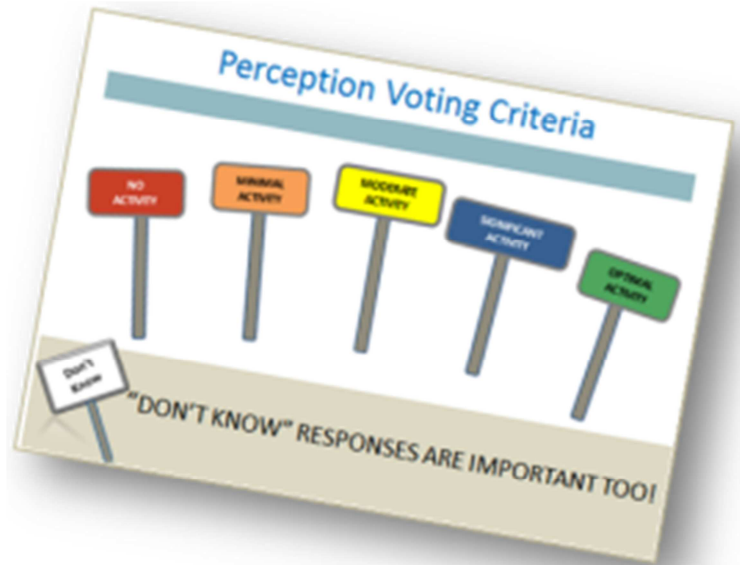 Perception Voting Criteria
NO
ACTIVITY
MINIMAL
ACTIVITY
MODERATE
ACTIVITY
SIGNIFICANT
ACTIVITY
OPTIMAL
ACTIVITY
Don't
Know
"DON'T KNOW" RESPONSES ARE IMPORTANT TOO!